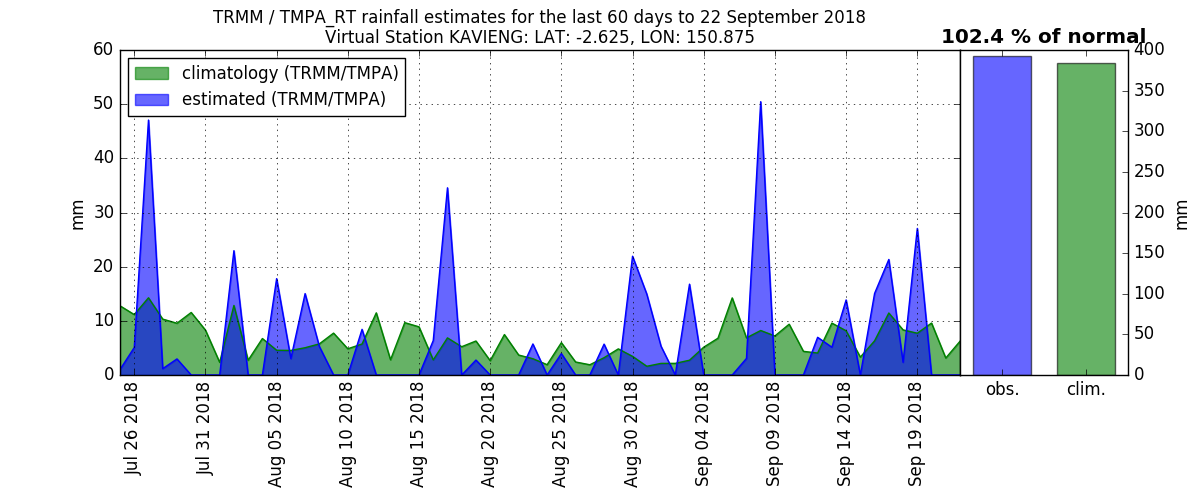 TRMM / TMPA_RT rainfall estimates for the last 60 days to 22 September 2018
Virtual Station KAVIENG: LAT: -2.625, LON: 150.875
102.4 % of normal
climatology (TRMM/TMPA)
estimated (TRMM/TMPA)
60
50
40
30
20
10
0
mm
Jul 26 2018
Jul 31 2018
Aug 05 2018
Aug 10 2018
Aug 15 2018
Aug 20 2018
Aug 25 2018
Aug 30 2018
Sep 04 2018
Sep 09 2018
Sep 14 2018
Sep 19 2018
400
350
300
250
200
150
100
50
0
mm
obs.
clim.